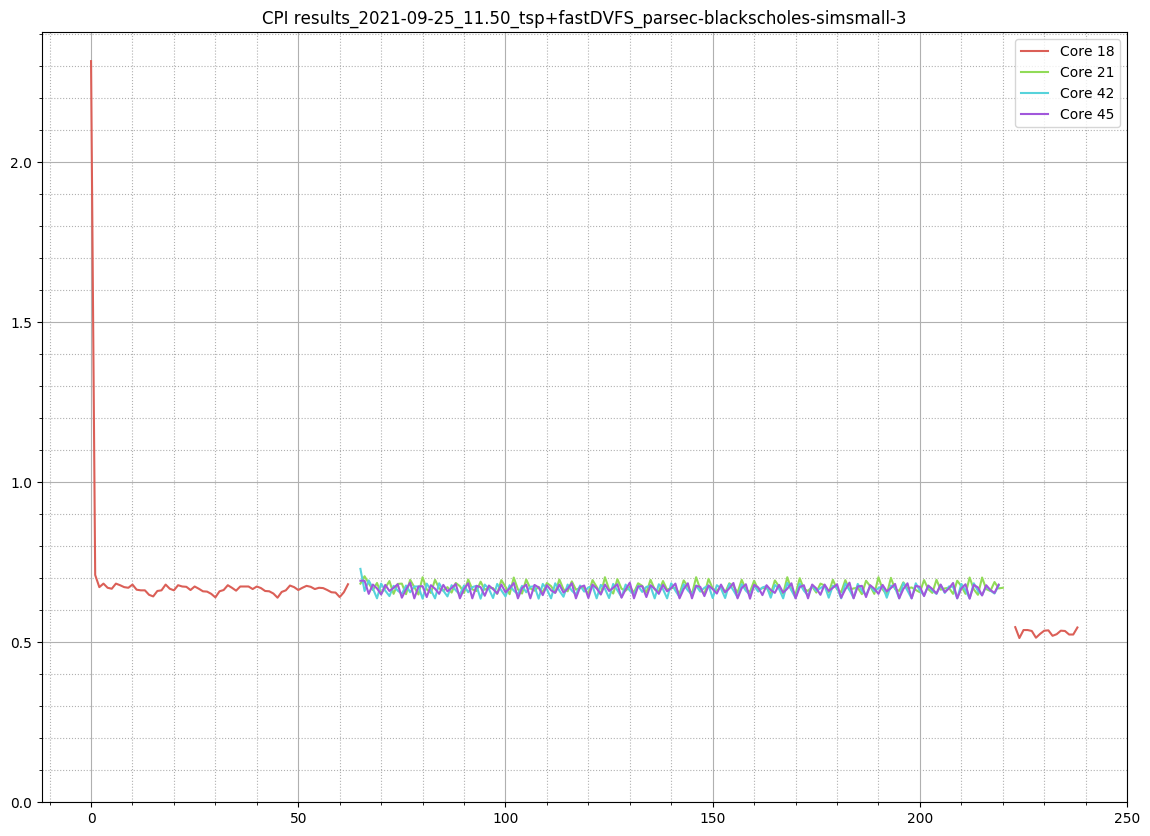 CPI results_2021-09-25_11.50_tsp+fastDVFS_parsec-blackscholes-simsmall-3
Core 18
Core 21
Core 42
Core 45
2.0
1.5
1.0
0.5
0.0
0 50 100 150 200 250